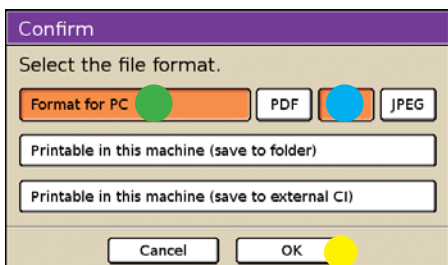 Confirm
Select the file format.
Format for PC PDF JPEG
Printable in this machine (save to folder)
Printable in this machine (save to external CI)
Cancel OK